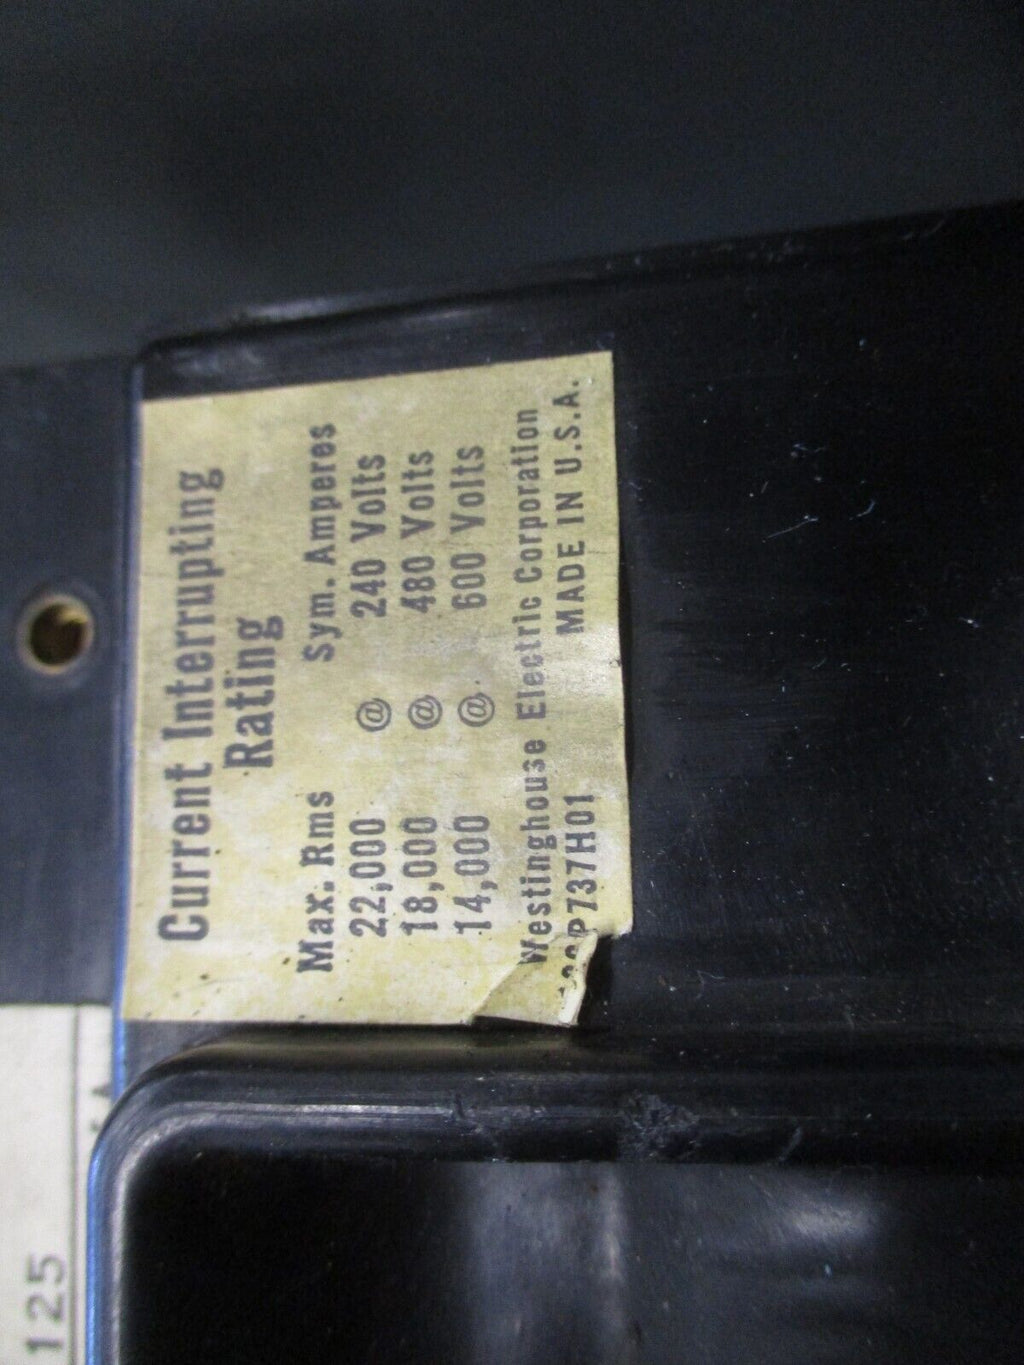 Current Interrupting
Rating
Max. Rms Sym. Amperes
22,000 @ 240 Volts
18,000 @ 480 Volts
14,000 @ 600 Volts
Westinghouse Electric Corporation
MADE IN U.S.A.
125